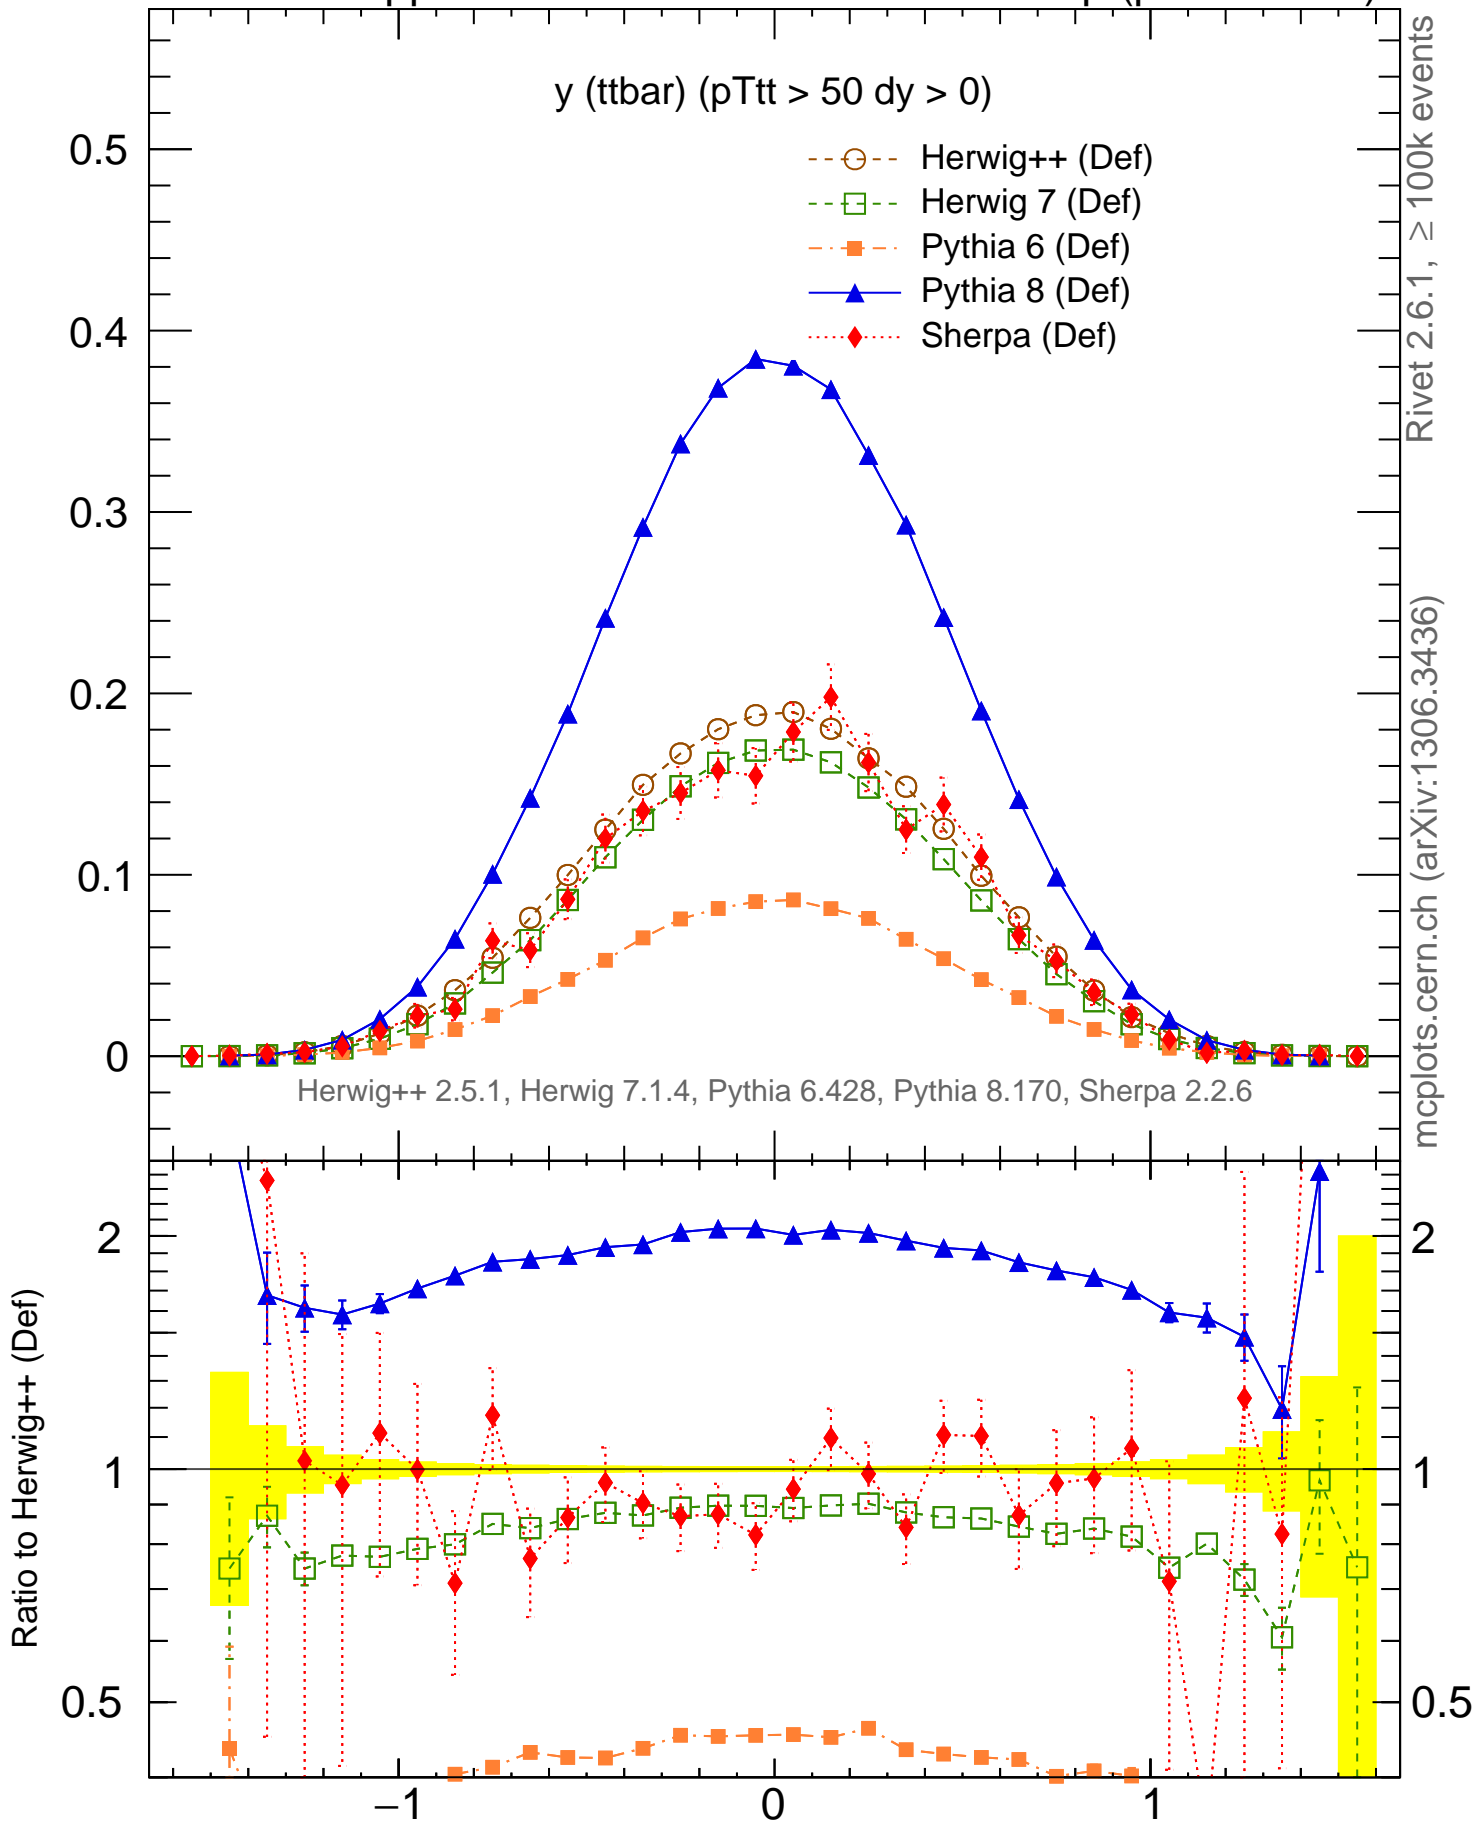 y (ttbar) (pTtt > 50 dy > 0)
Herwig++ (Def)
Herwig 7 (Def)
Pythia 6 (Def)
Pythia 8 (Def)
Sherpa (Def)
0.5
0.4
0.3
0.2
0.1
0
Herwig++ 2.5.1, Herwig 7.1.4, Pythia 6.428, Pythia 8.170, Sherpa 2.2.6
Rivet 2.6.1, ≥ 100k events
mcplots.cern.ch (arXiv:1306.3436)
Ratio to Herwig++ (Def)
2
1
0.5
2
1
0.5
−1
0
1